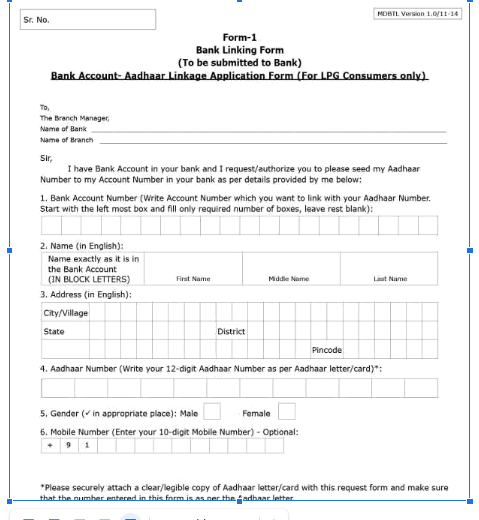 Sr. No.
MDBTL Version 1.0/11-14
Form-1
Bank Linking Form
(To be submitted to Bank)
Bank Account- Aadhaar Linkage Application Form (For LPG Consumers only)
To,
The Branch Manager,
Name of Bank
Name of Branch
Sir,
I have Bank Account in your bank and I request/authorize you to please seed my Aadhaar
Number to my Account Number in your bank as per details provided by me below:
1. Bank Account Number (Write Account Number which you want to link with your Aadhaar Number.
Start with the left most box and fill only required number of boxes, leave rest blank):
2. Name (in English):
Name exactly as it is in
the Bank Account
(IN BLOCK LETTERS)
First Name Middle Name Last Name
3. Address (in English):
City/Village
State District
Pincode
4. Aadhaar Number (Write your 12-digit Aadhaar Number as per Aadhaar letter/card)*:
5. Gender (✓ in appropriate place): Male Female
6. Mobile Number (Enter your 10-digit Mobile Number) - Optional:
+ 9 1
*Please securely attach a clear/legible copy of Aadhaar letter/card with this request form and make sure
that the number entered in this form is as per the Aadhaar letter